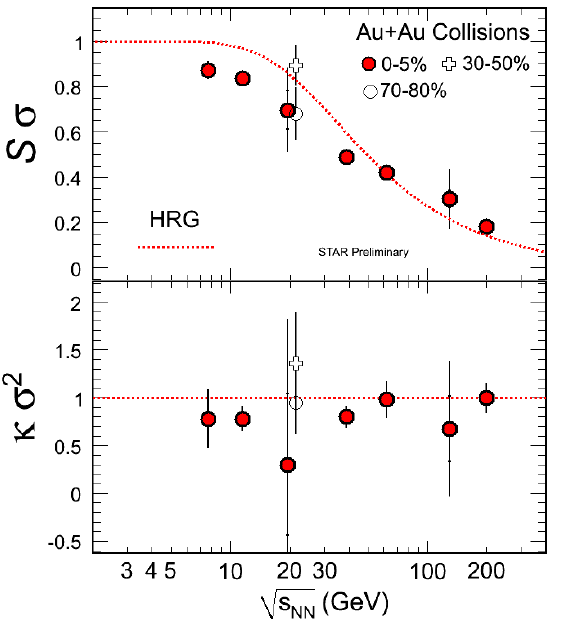 Au+Au Collisions
0-5% 30-50%
70-80%
S σ
1
0.8
0.6
0.4
0.2
0
HRG
STAR Preliminary
κ σ²
2
1.5
1
0.5
0
-0.5
3 4 5 10 20 30 100 200
√sNN (GeV)